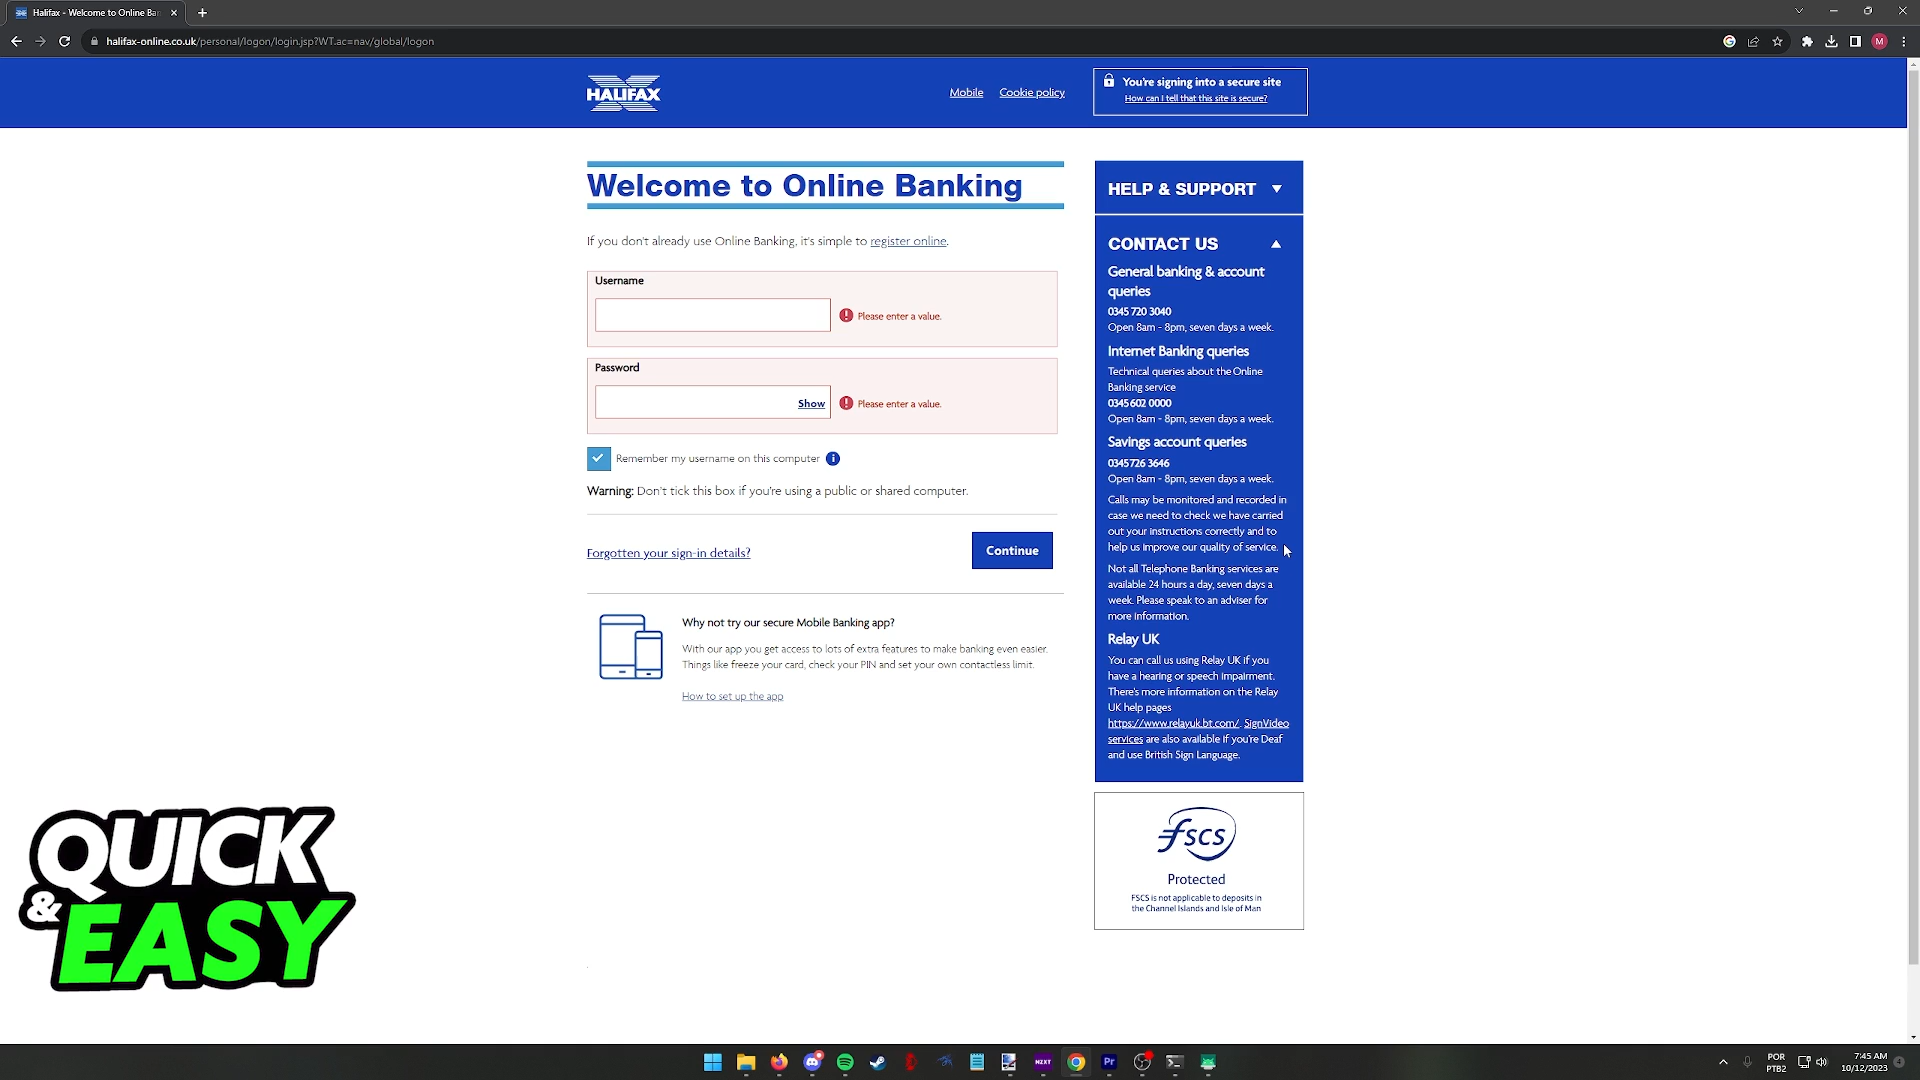 Halifax - Welcome to Online Ba
halifax-online.co.uk/personal/logon/login.jsp?WT.ac=nav/global/logon
M
HALIFAX
Mobile
Cookie policy
You're signing into a secure site
How can I tell that this site is secure?
Welcome to Online Banking
If you don't already use Online Banking, it's simple to register online.
Username
Please enter a value.
Password
Show
Please enter a value.
Remember my username on this computer
Warning: Don't tick this box if you're using a public or shared computer.
Forgotten your sign-in details?
Continue
Why not try our secure Mobile Banking app?
With our app you get access to lots of extra features to make banking even easier.
Things like freeze your card, check your PIN and set your own contactless limit.
How to set up the app
HELP & SUPPORT
CONTACT US
General banking & account
queries
0345 720 3040
Open 8am - 8pm, seven days a week.
Internet Banking queries
Technical queries about the Online
Banking service
0345 602 0000
Open 8am - 8pm, seven days a week.
Savings account queries
0345 726 3646
Open 8am - 8pm, seven days a week.
Calls may be monitored and recorded in
case we need to check we have carried
out your instructions correctly and to
help us improve our quality of service.
Not all Telephone Banking services are
available 24 hours a day, seven days a
week. Please speak to an adviser for
more information.
Relay UK
You can call us using Relay UK if you
have a hearing or speech impairment.
There's more information on the Relay
UK help pages
https://www.relayuk.bt.com/. SignVideo
services are also available if you're Deaf
and use British Sign Language.
fscs
Protected
FSCS is not applicable to deposits in
the Channel Islands and Isle of Man
QUICK
& EASY
NZXT
Pr
POR
PTB2
7:45 AM
10/12/2023